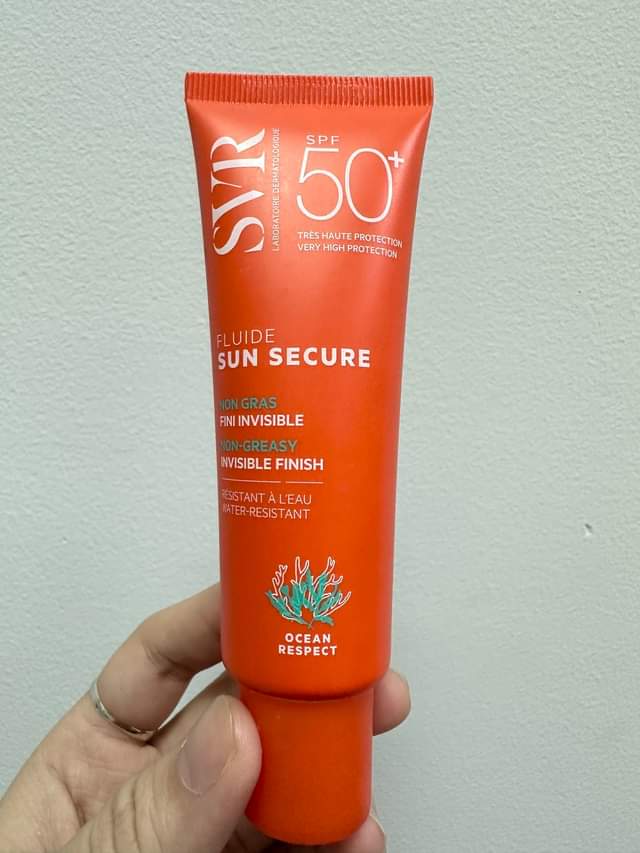 SVR
LABORATOIRE DERMATOLOGIQUE
SPF
50+
TRÈS HAUTE PROTECTION
VERY HIGH PROTECTION
FLUIDE
SUN SECURE
NON GRAS
FINI INVISIBLE
NON-GREASY
INVISIBLE FINISH
RÉSISTANT À L'EAU
WATER-RESISTANT
OCEAN
RESPECT